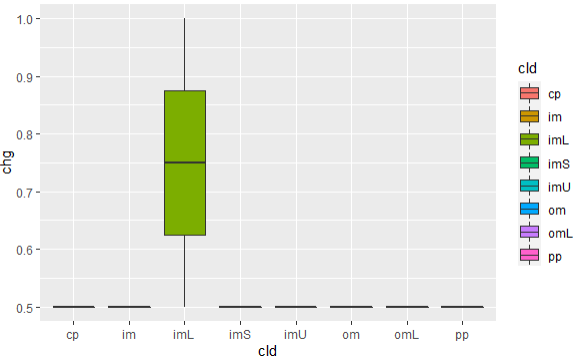 1.0
0.9
0.8
0.7
0.6
0.5
chg
cp im imL imS imU om omL pp
cld
cld
cp
im
imL
imS
imU
om
omL
pp